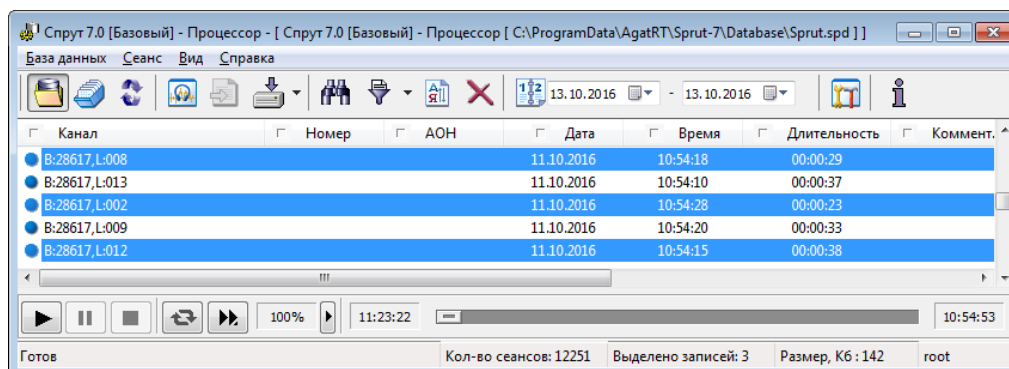 Спрут 7.0 [Базовый] - Процессор - [ Спрут 7.0 [Базовый] - Процессор [ C:\ProgramData\AgatRT\Sprut-7\Database\Sprut.spd ] ]
База данных Сеанс Вид Справка
13.10.2016 - 13.10.2016
Канал Номер АОН Дата Время Длительность Коммент.
B:28617,L:008 11.10.2016 10:54:18 00:00:29
B:28617,L:013 11.10.2016 10:54:10 00:00:37
B:28617,L:002 11.10.2016 10:54:28 00:00:23
B:28617,L:009 11.10.2016 10:54:20 00:00:33
B:28617,L:012 11.10.2016 10:54:15 00:00:38
100% 11:23:22 10:54:53
Готов Кол-во сеансов: 12251 Выделено записей: 3 Размер, Кб : 142 root